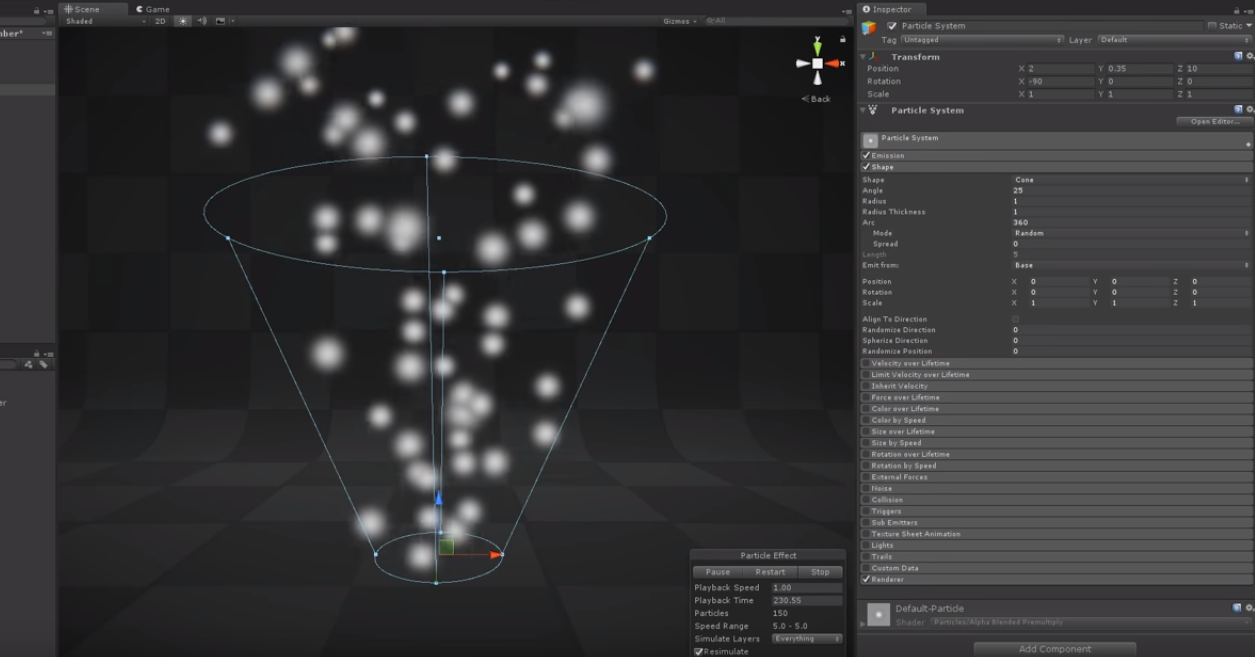 Scene
Game
Shaded
2D
Gizmos
All
mber*
er
Y
X
Back
Particle Effect
Pause Restart Stop
Playback Speed 1.00
Playback Time 230.55
Particles 150
Speed Range 5.0 - 5.0
Simulate Layers Everything
Resimulate
Inspector
Particle System Static
Tag Untagged Layer Default
Transform
Position X 2 Y 0.35 Z 10
Rotation X -90 Y 0 Z 0
Scale X 1 Y 1 Z 1
Particle System
Open Editor...
Particle System
Emission
Shape
Shape Cone
Angle 25
Radius 1
Radius Thickness 1
Arc 360
Mode Random
Spread 0
Length 5
Emit from: Base
Position X 0 Y 0 Z 0
Rotation X 0 Y 0 Z 0
Scale X 1 Y 1 Z 1
Align To Direction
Randomize Direction 0
Spherize Direction 0
Randomize Position 0
Velocity over Lifetime
Limit Velocity over Lifetime
Inherit Velocity
Force over Lifetime
Color over Lifetime
Color by Speed
Size over Lifetime
Size by Speed
Rotation over Lifetime
Rotation by Speed
External Forces
Noise
Collision
Triggers
Sub Emitters
Texture Sheet Animation
Lights
Trails
Custom Data
Renderer
Default-Particle
Shader Particles/Alpha Blended Premultiply
Add Component